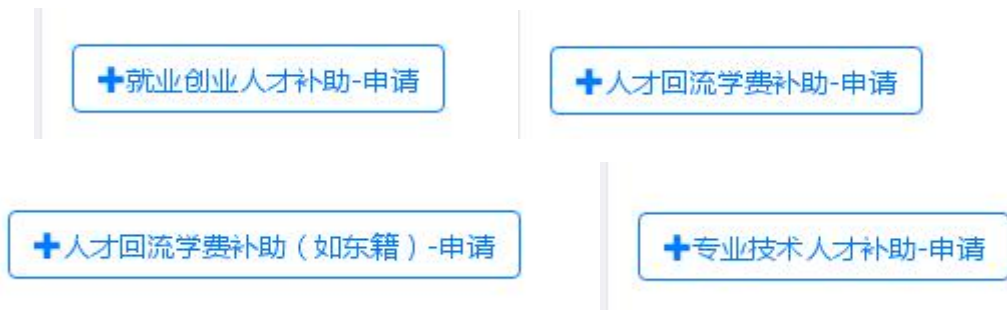 +就业创业人才补助-申请
+人才回流学费补助-申请
+人才回流学费补助（如东籍）-申请
+专业技术人才补助-申请